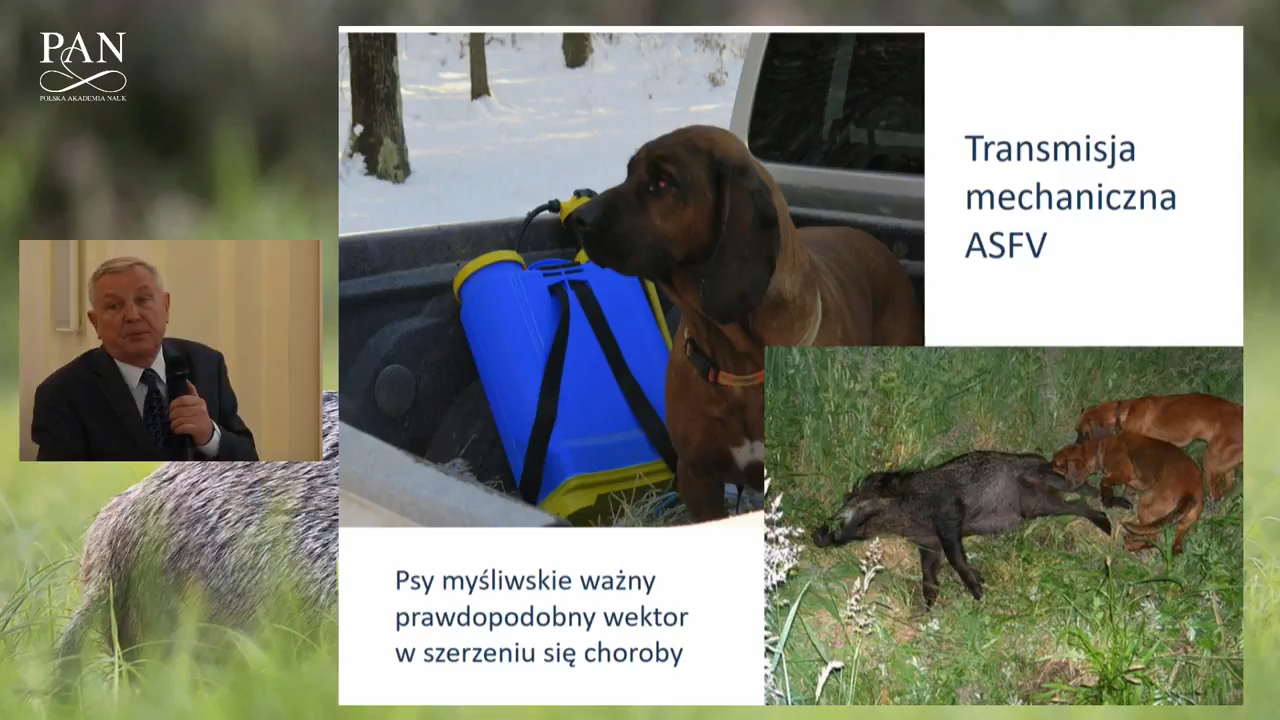 PAN
POLSKA AKADEMIA NAUK
Transmisja
mechaniczna
ASFV
Psy myśliwskie ważny
prawdopodobny wektor
w szerzeniu się choroby